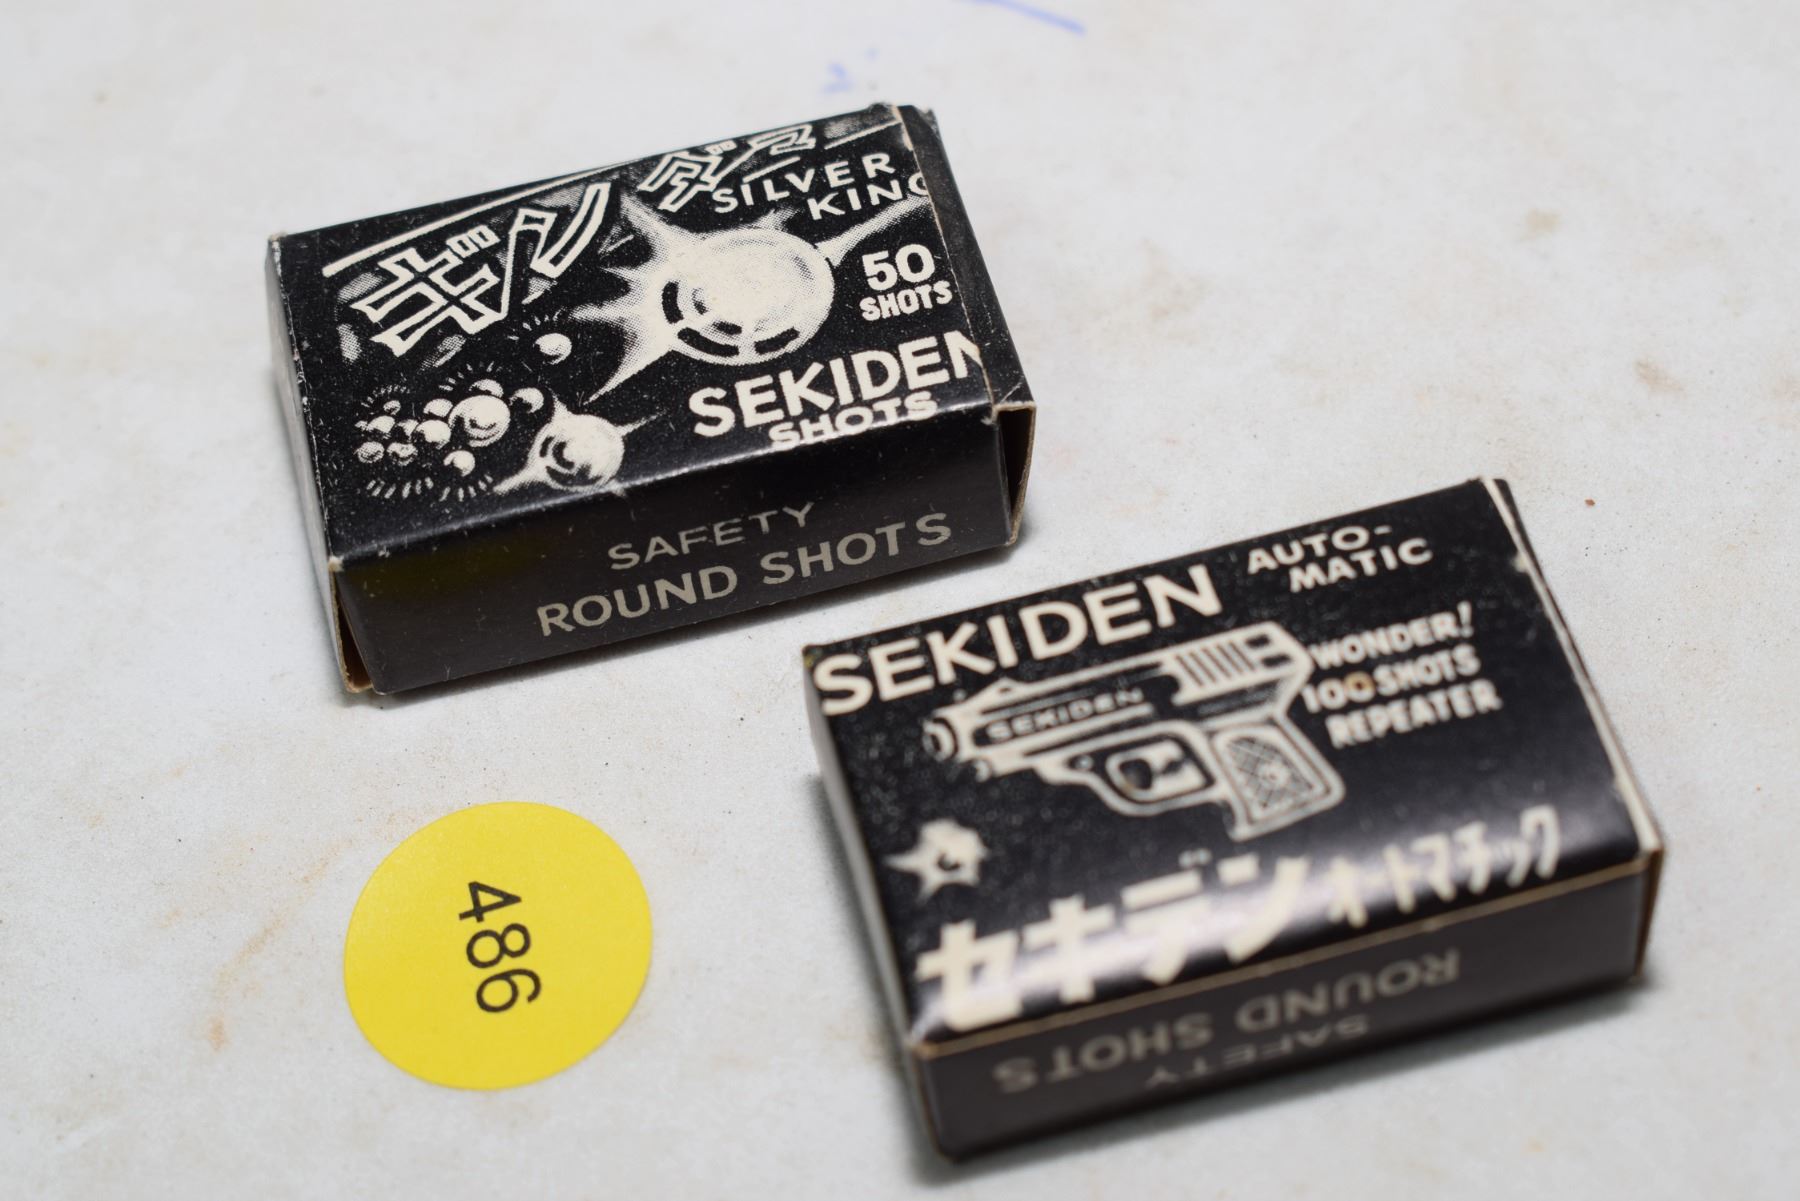 ギンダマ
SILVER
KING
50
SHOTS
SEKIDEN
SHOTS
SAFETY
ROUND SHOTS
SEKIDEN
AUTO-
MATIC
WONDER!
100 SHOTS
REPEATER
SEKIDEN
セキデン オートマチック
ROUND SHOTS
SAFETY
486